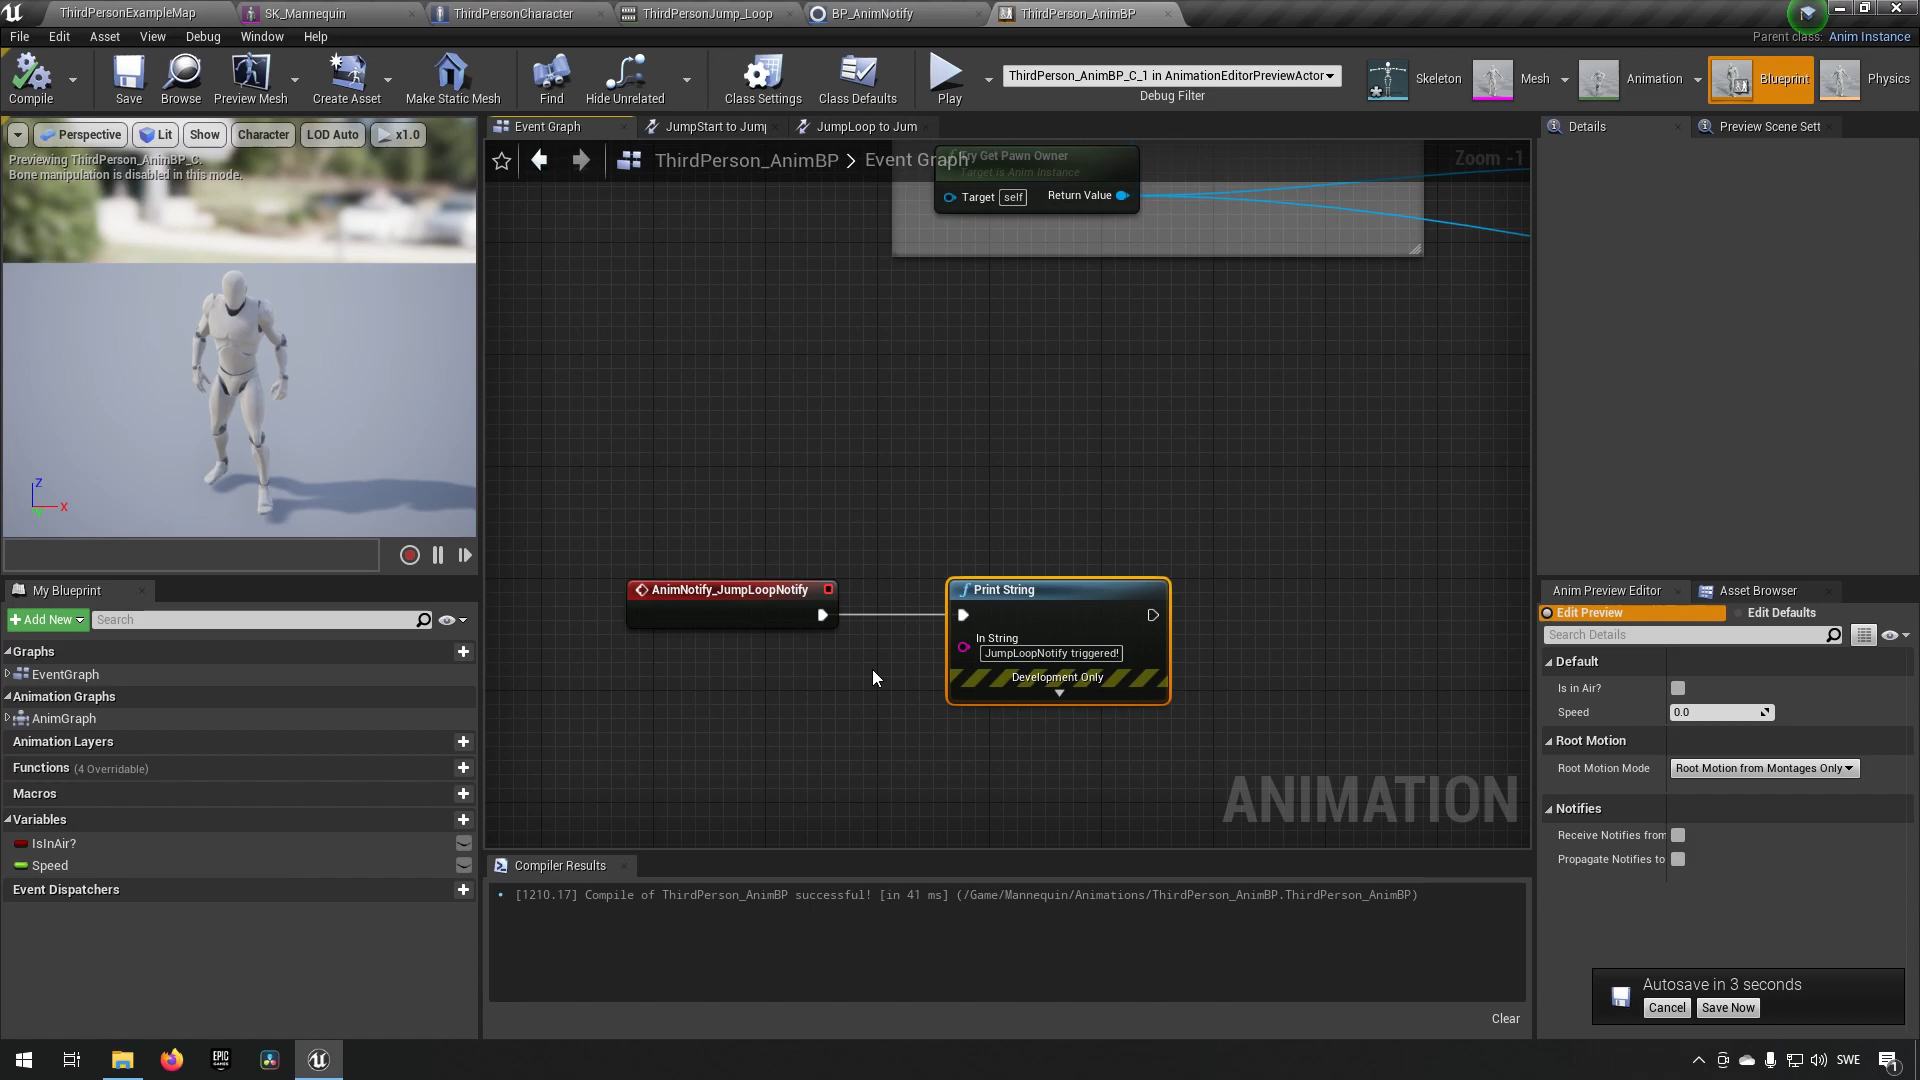 ThirdPersonExampleMap
SK_Mannequin
ThirdPersonCharacter
ThirdPersonJump_Loop
BP_AnimNotify
ThirdPerson_AnimBP
File Edit Asset View Debug Window Help
Parent class: Anim Instance
Compile
Save
Browse
Preview Mesh
Create Asset
Make Static Mesh
Find
Hide Unrelated
Class Settings
Class Defaults
Play
ThirdPerson_AnimBP_C_1 in AnimationEditorPreviewActor
Debug Filter
Skeleton
Mesh
Animation
Blueprint
Physics
Perspective
Lit
Show
Character
LOD Auto
x1.0
Previewing ThirdPerson_AnimBP_C.
Bone manipulation is disabled in this mode.
Z
X
Event Graph
JumpStart to Jump
JumpLoop to Jum
ThirdPerson_AnimBP > Event Graph
Zoom -1
Try Get Pawn Owner
Target is Anim Instance
Target self
Return Value
AnimNotify_JumpLoopNotify
Print String
In String
JumpLoopNotify triggered!
Development Only
ANIMATION
Compiler Results
[1210.17] Compile of ThirdPerson_AnimBP successful! [in 41 ms] (/Game/Mannequin/Animations/ThirdPerson_AnimBP.ThirdPerson_AnimBP)
Clear
My Blueprint
Add New
Search
Graphs
EventGraph
Animation Graphs
AnimGraph
Animation Layers
Functions (4 Overridable)
Macros
Variables
IsInAir?
Speed
Event Dispatchers
Details
Preview Scene Sett
Anim Preview Editor
Asset Browser
Edit Preview
Edit Defaults
Search Details
Default
Is in Air?
Speed 0.0
Root Motion
Root Motion Mode Root Motion from Montages Only
Notifies
Receive Notifies from
Propagate Notifies to
Autosave in 3 seconds
Cancel
Save Now
EPIC
GAMES
SWE
1